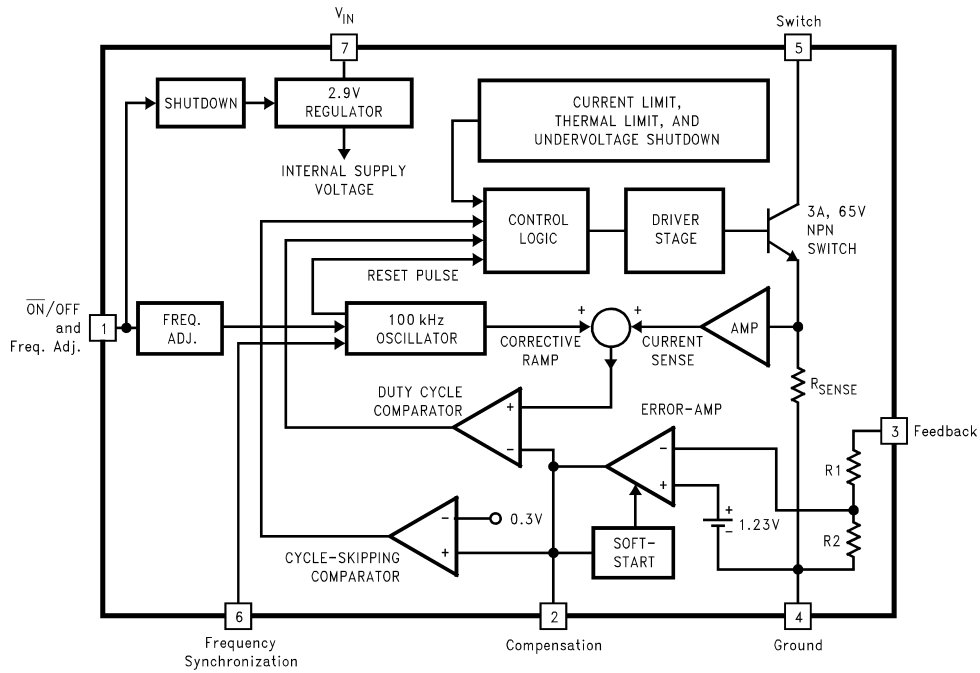 VIN
Switch
7
5
SHUTDOWN
2.9V
REGULATOR
CURRENT LIMIT,
THERMAL LIMIT, AND
UNDERVOLTAGE SHUTDOWN
INTERNAL SUPPLY
VOLTAGE
CONTROL
LOGIC
DRIVER
STAGE
3A, 65V
NPN
SWITCH
RESET PULSE
ON/OFF
and
Freq. Adj.
1
FREQ.
ADJ.
100 kHz
OSCILLATOR
+
+
CORRECTIVE
RAMP
CURRENT
SENSE
AMP
RSENSE
DUTY CYCLE
COMPARATOR
+
−
ERROR-AMP
−
+
3
Feedback
R1
+
−
1.23V
R2
−
+
0.3V
CYCLE-SKIPPING
COMPARATOR
SOFT-
START
6
2
4
Frequency
Synchronization
Compensation
Ground